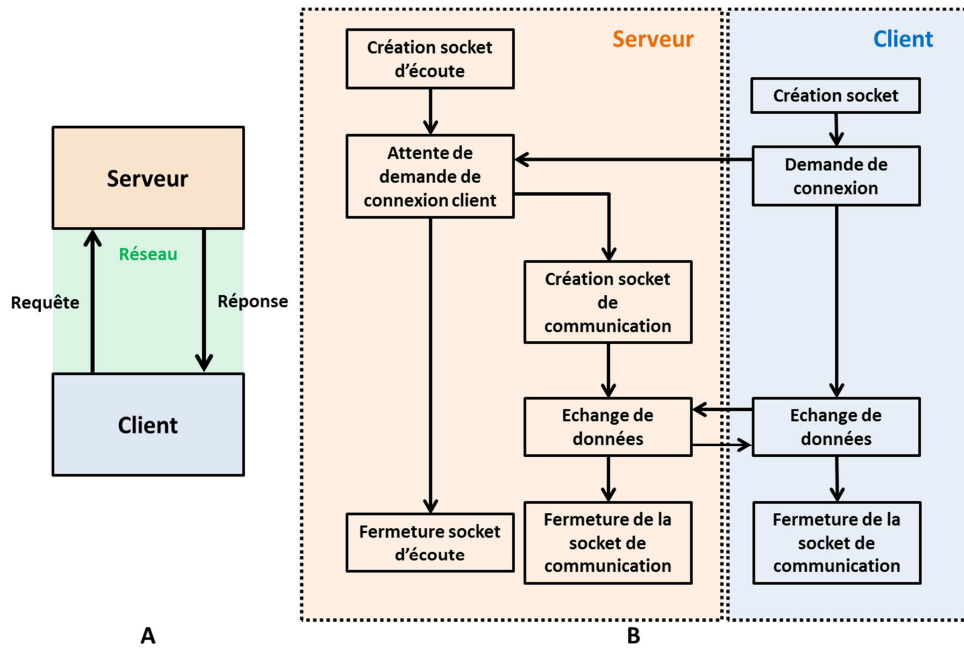 Serveur
Réseau
Requête
Réponse
Client
A
Serveur
Création socket
d'écoute
Attente de
demande de
connexion client
Création socket
de
communication
Echange de
données
Fermeture socket
d'écoute
Fermeture de la
socket de
communication
Client
Création socket
Demande de
connexion
Echange de
données
Fermeture de la
socket de
communication
B